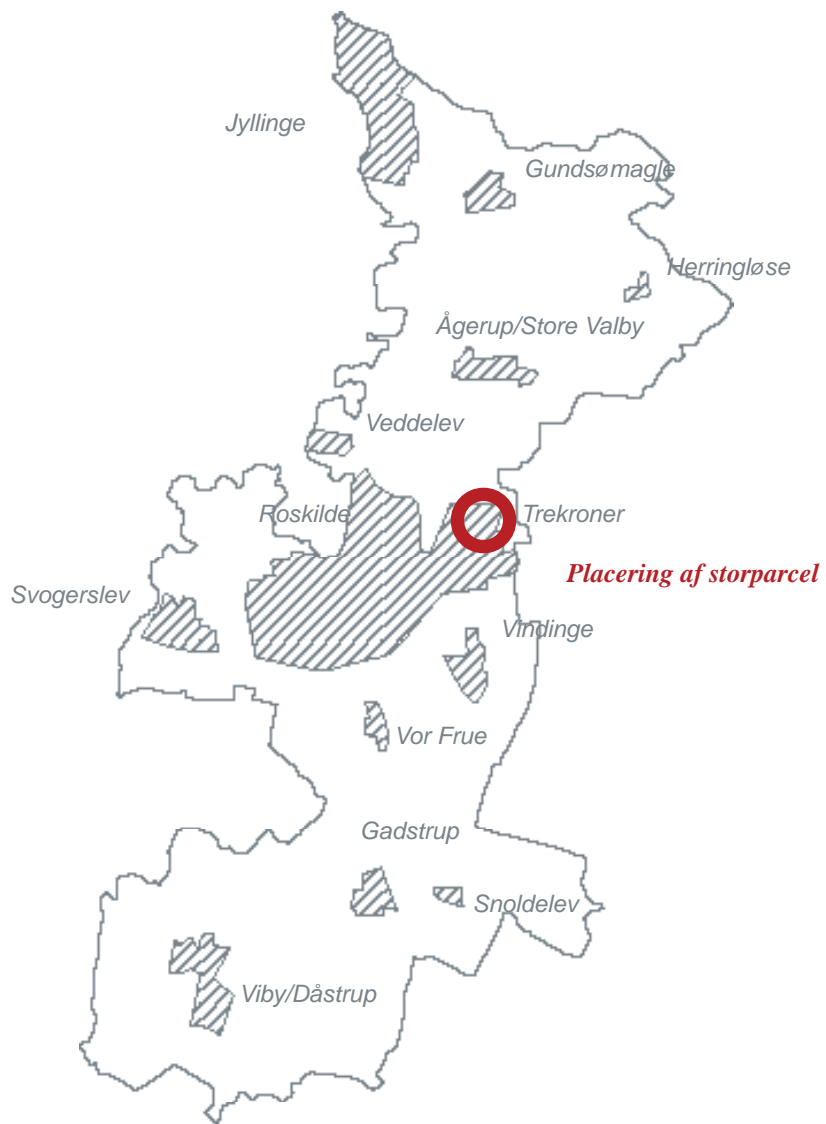 Jyllinge
Gundsømagle
Herringløse
Ågerup/Store Valby
Veddelev
Roskilde
Trekroner
Placering af storparcel
Svogerslev
Vindinge
Vor Frue
Gadstrup
Snoldelev
Viby/Dåstrup